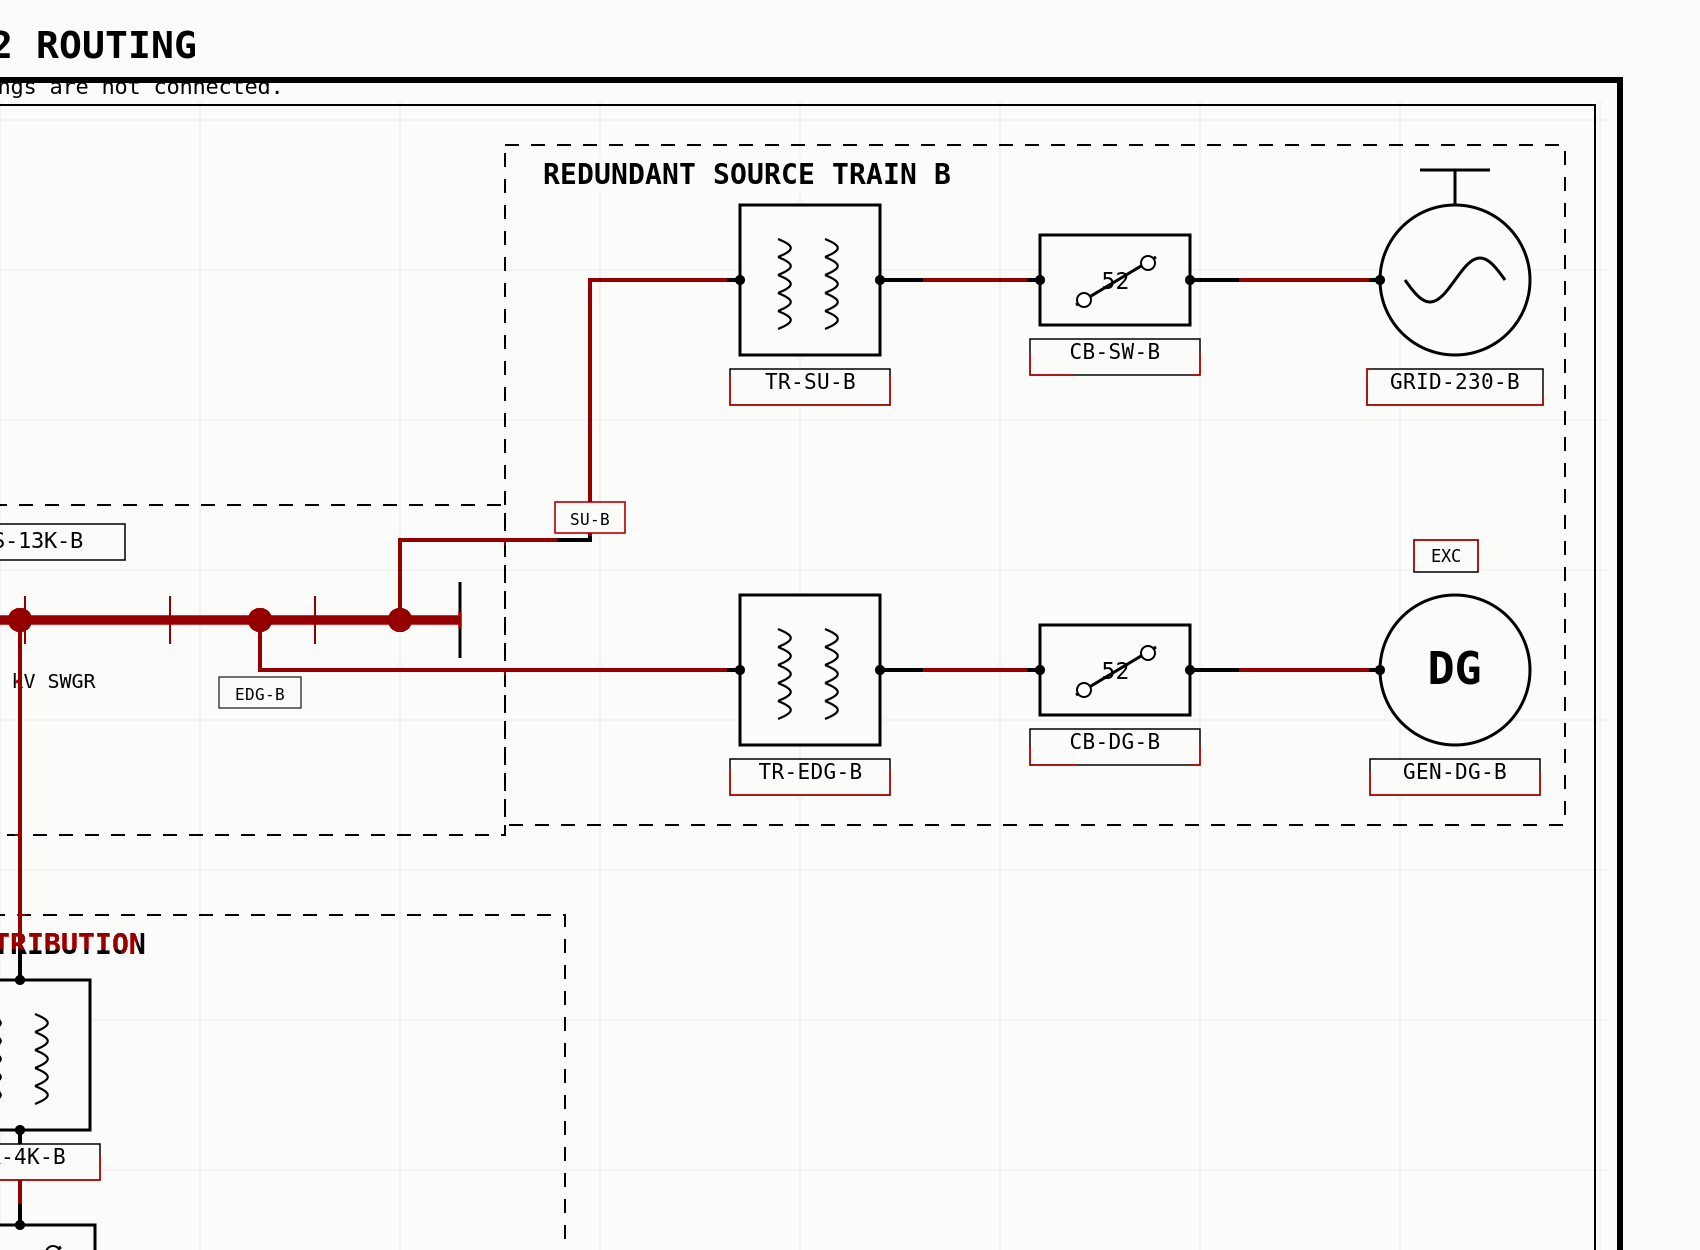 2 ROUTING
ngs are not connected.
REDUNDANT SOURCE TRAIN B
52
CB-SW-B
TR-SU-B
GRID-230-B
SU-B
S-13K-B
EXC
52
DG
kV SWGR
EDG-B
CB-DG-B
TR-EDG-B
GEN-DG-B
TRIBUTION
-4K-B